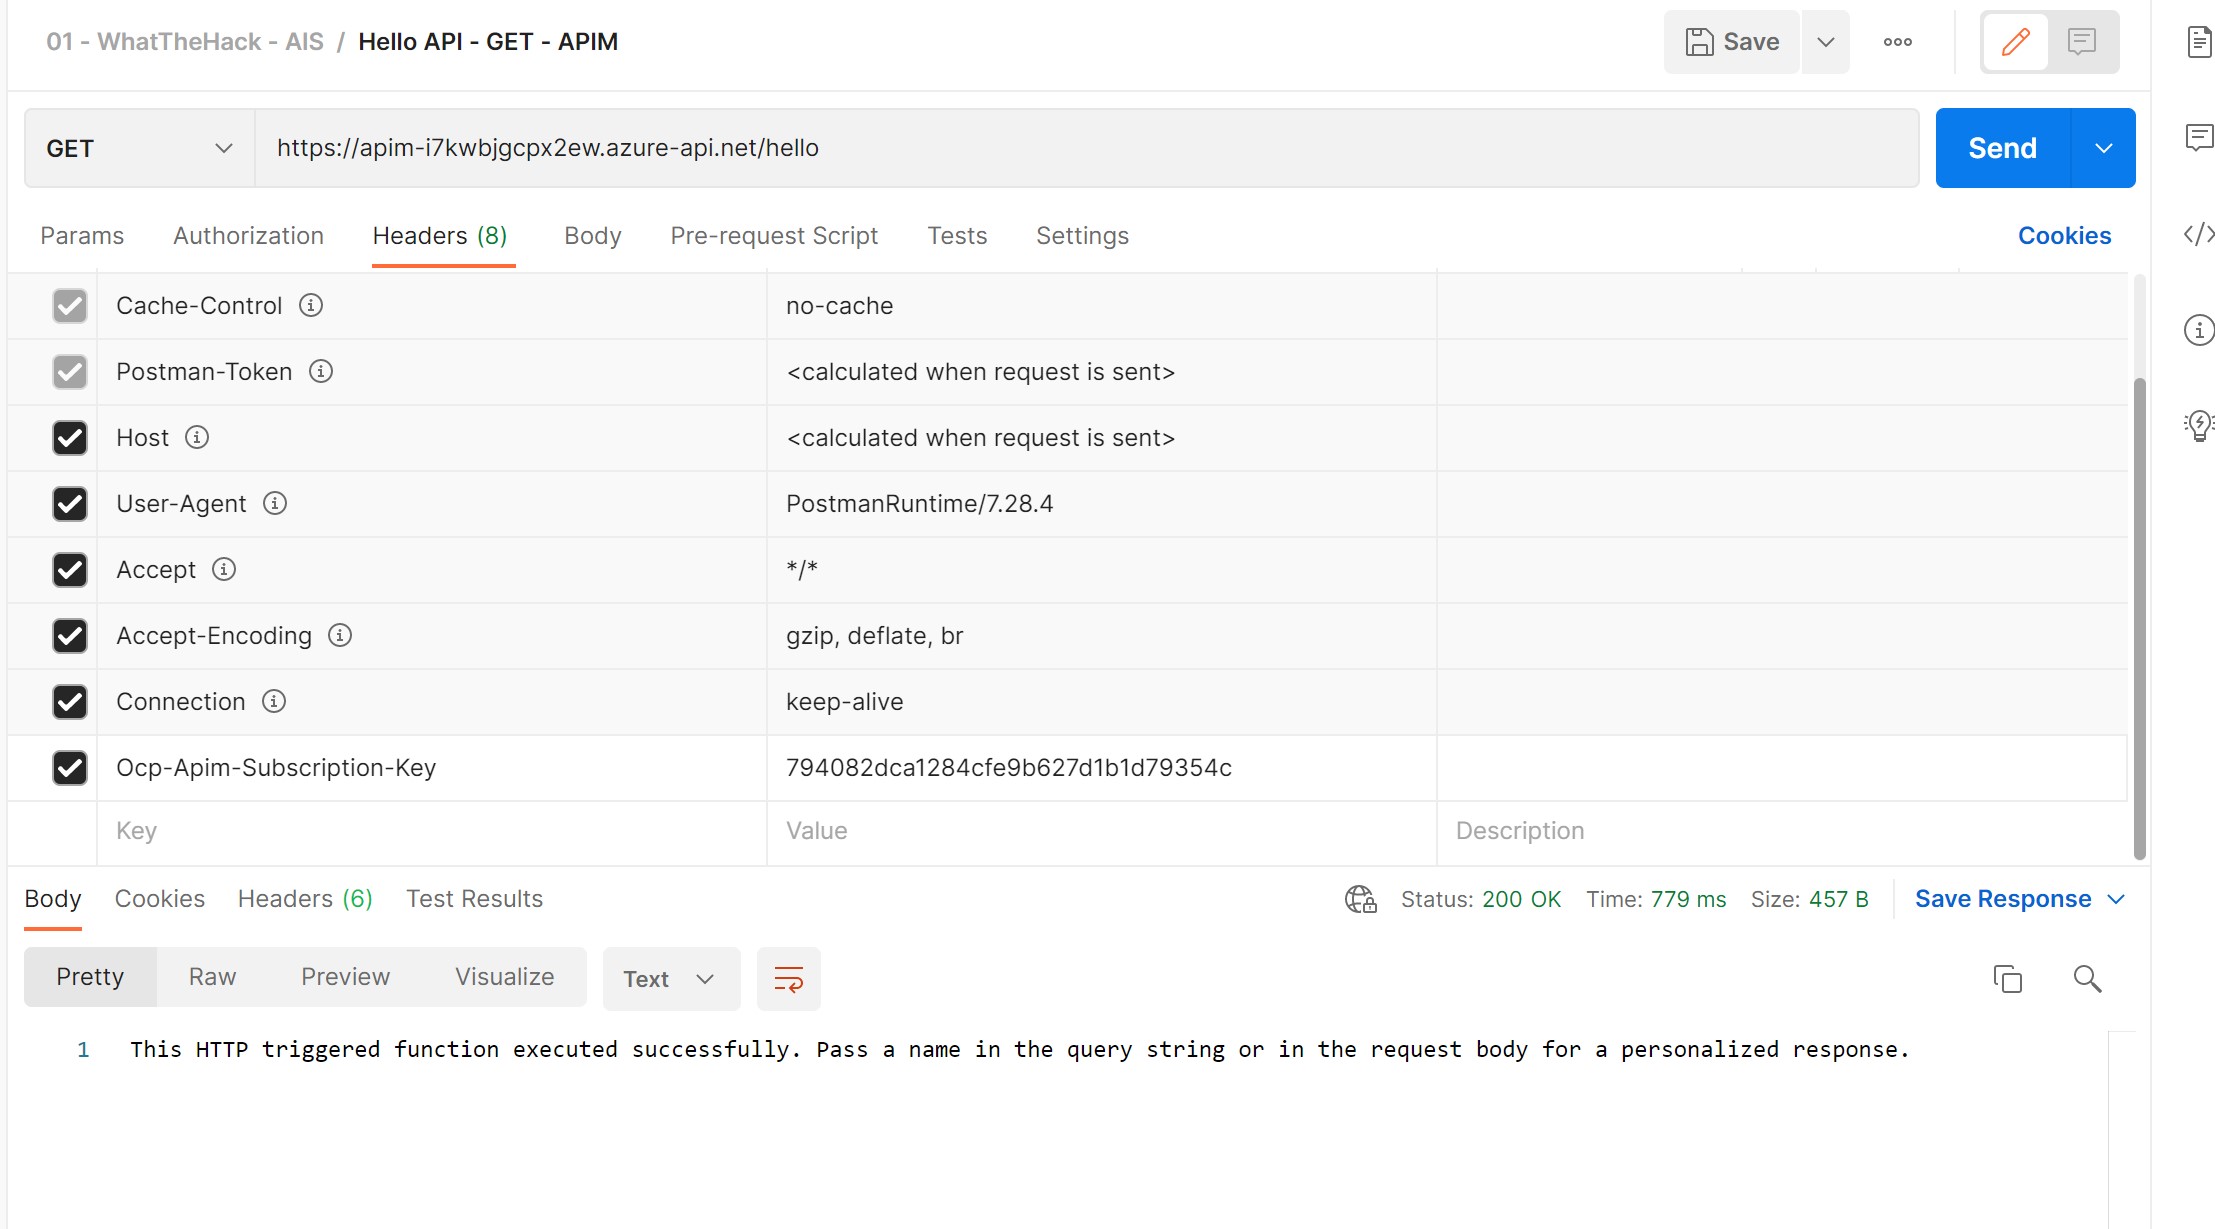 01 - WhatTheHack - AIS / Hello API - GET - APIM
Save
GET
https://apim-i7kwbjgcpx2ew.azure-api.net/hello
Send
Params Authorization Headers (8) Body Pre-request Script Tests Settings Cookies
Cache-Control no-cache
Postman-Token <calculated when request is sent>
Host <calculated when request is sent>
User-Agent PostmanRuntime/7.28.4
Accept */*
Accept-Encoding gzip, deflate, br
Connection keep-alive
Ocp-Apim-Subscription-Key 794082dca1284cfe9b627d1b1d79354c
Key Value Description
Body Cookies Headers (6) Test Results Status: 200 OK Time: 779 ms Size: 457 B Save Response
Pretty Raw Preview Visualize Text
1 This HTTP triggered function executed successfully. Pass a name in the query string or in the request body for a personalized response.